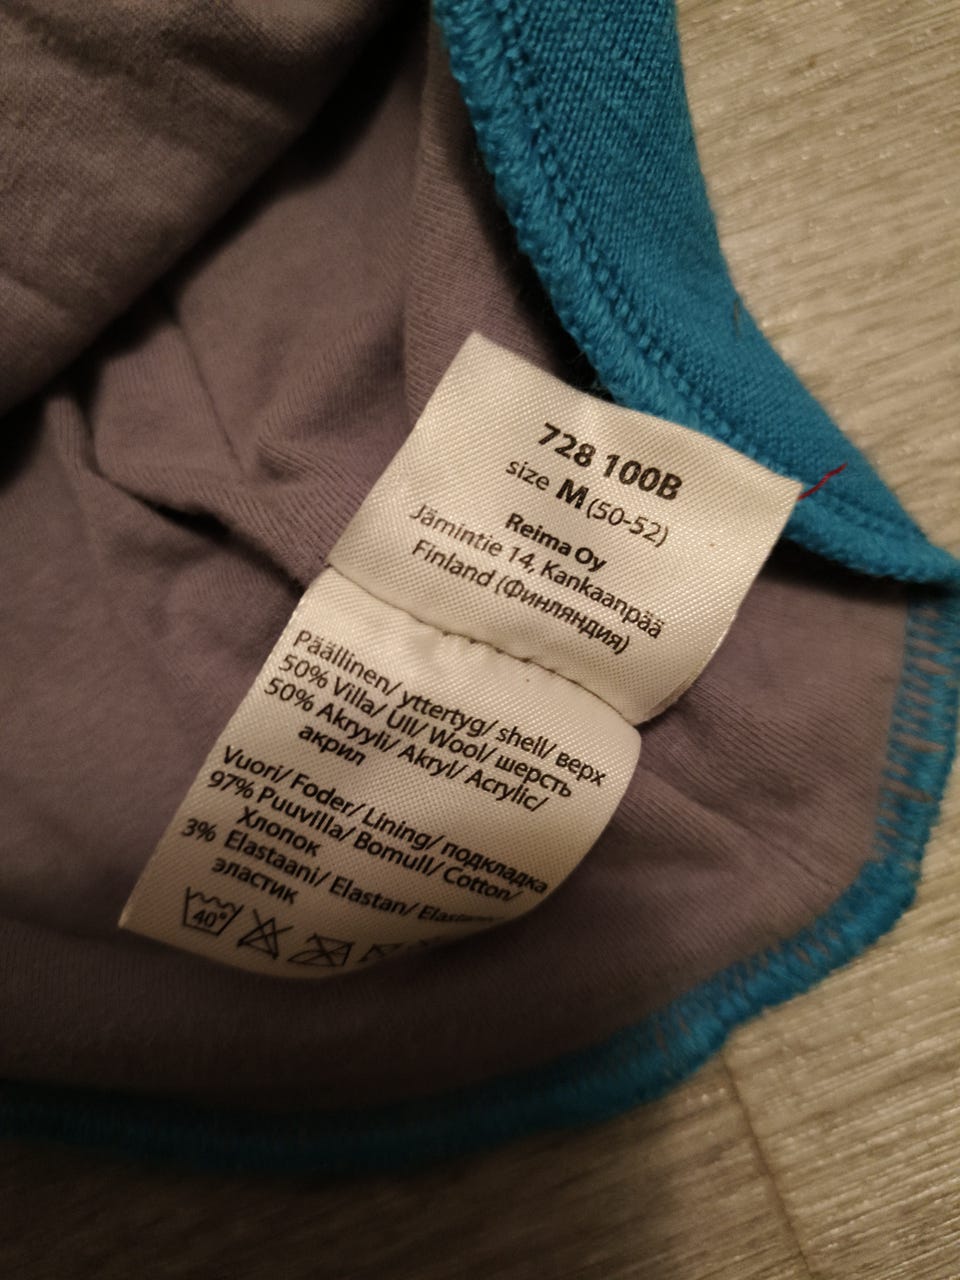 728 100B
size M (50-52)
Reima Oy
Jämintie 14, Kankaanpää
Finland (Финляндия)
Päällinen/ yttertyg/ shell/ верх
50% Villa/ Ull/ Wool/ шерсть
50% Akryyli/ Akryl/ Acrylic/
акрил
Vuori/ Foder/ Lining/ подкладка
97% Puuvilla/ Bomull/ Cotton/
Хлопок
3% Elastaani/ Elastan/
эластик
40°